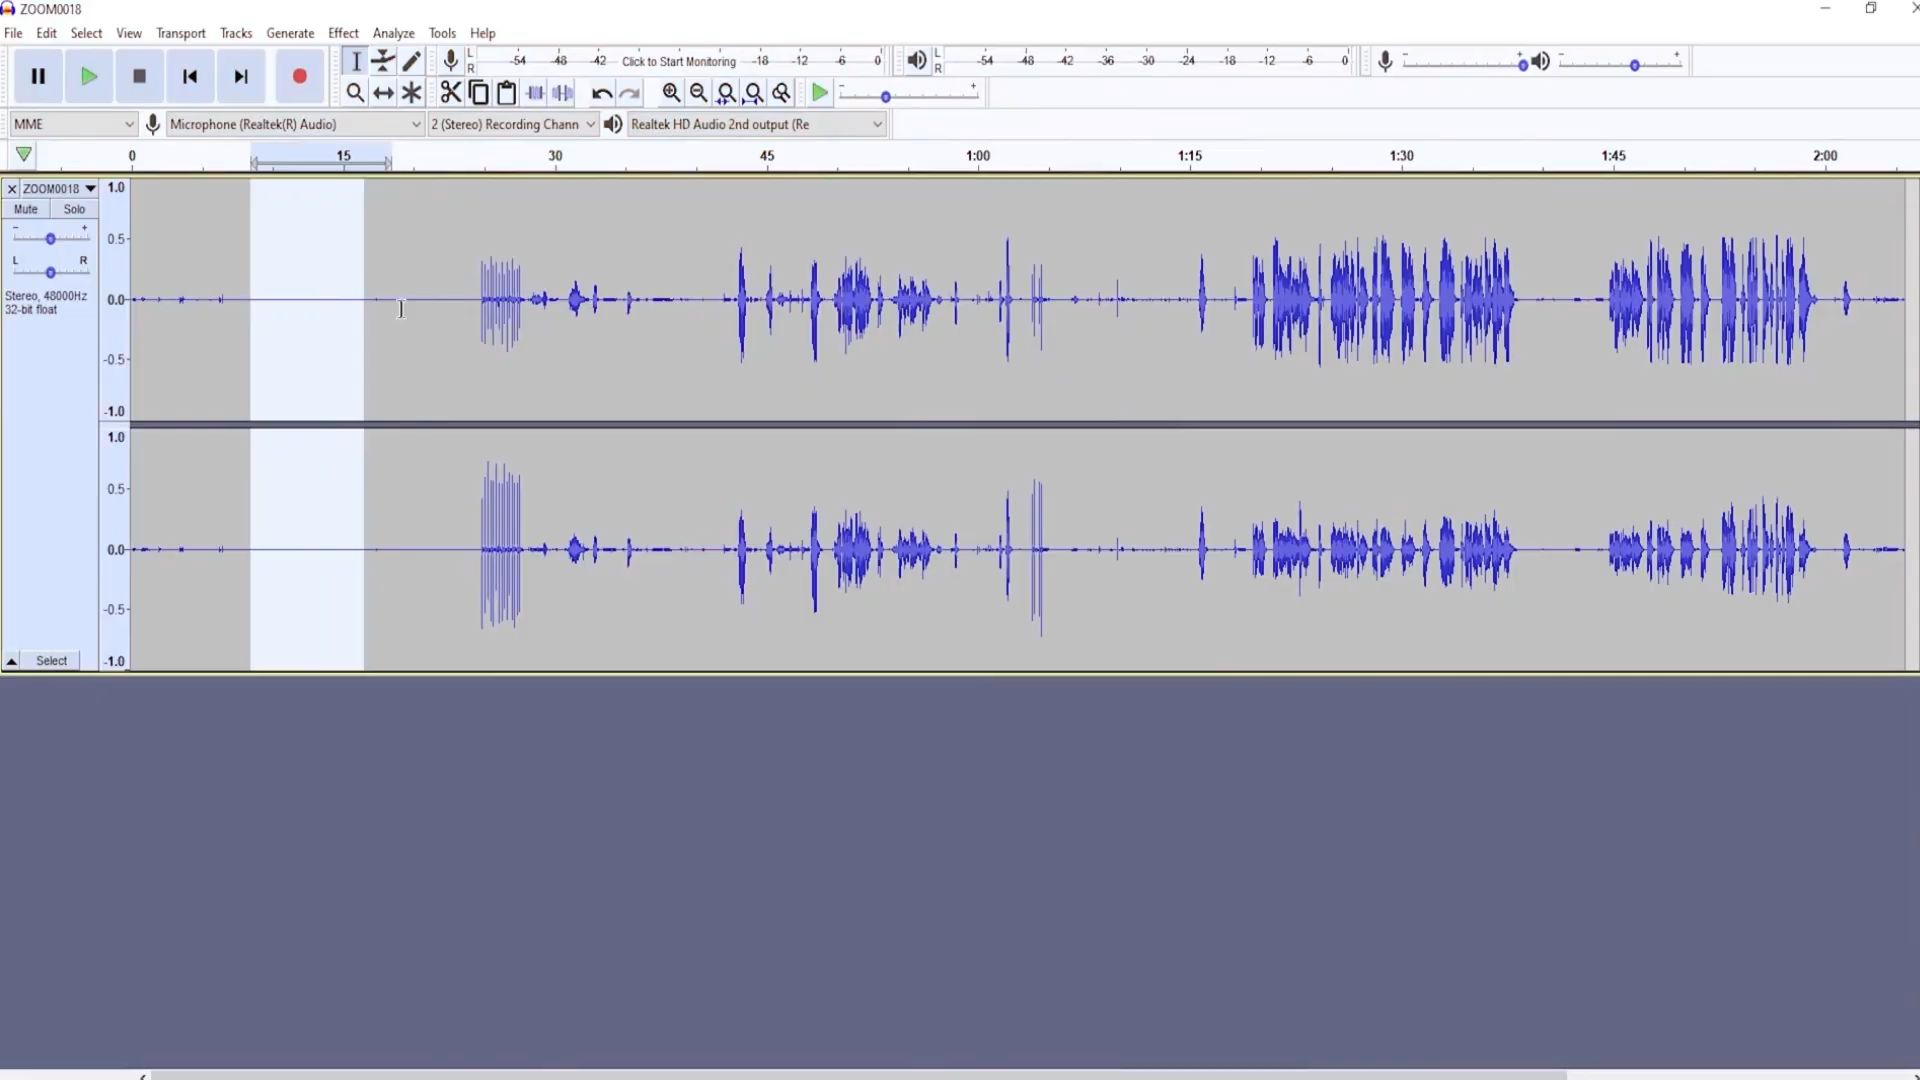 ZOOM0018
File Edit Select View Transport Tracks Generate Effect Analyze Tools Help
L R -54 -48 -42 Click to Start Monitoring -18 -12 -6 0 L R -54 -48 -42 -36 -30 -24 -18 -12 -6 0 - + - +
- +
MME Microphone (Realtek(R) Audio) 2 (Stereo) Recording Chann Realtek HD Audio 2nd output (Re
0 15 30 45 1:00 1:15 1:30 1:45 2:00
ZOOM0018 1.0
Mute Solo
- + 0.5
L R
Stereo, 48000Hz 0.0
32-bit float
-0.5
-1.0
1.0
0.5
0.0
-0.5
Select -1.0